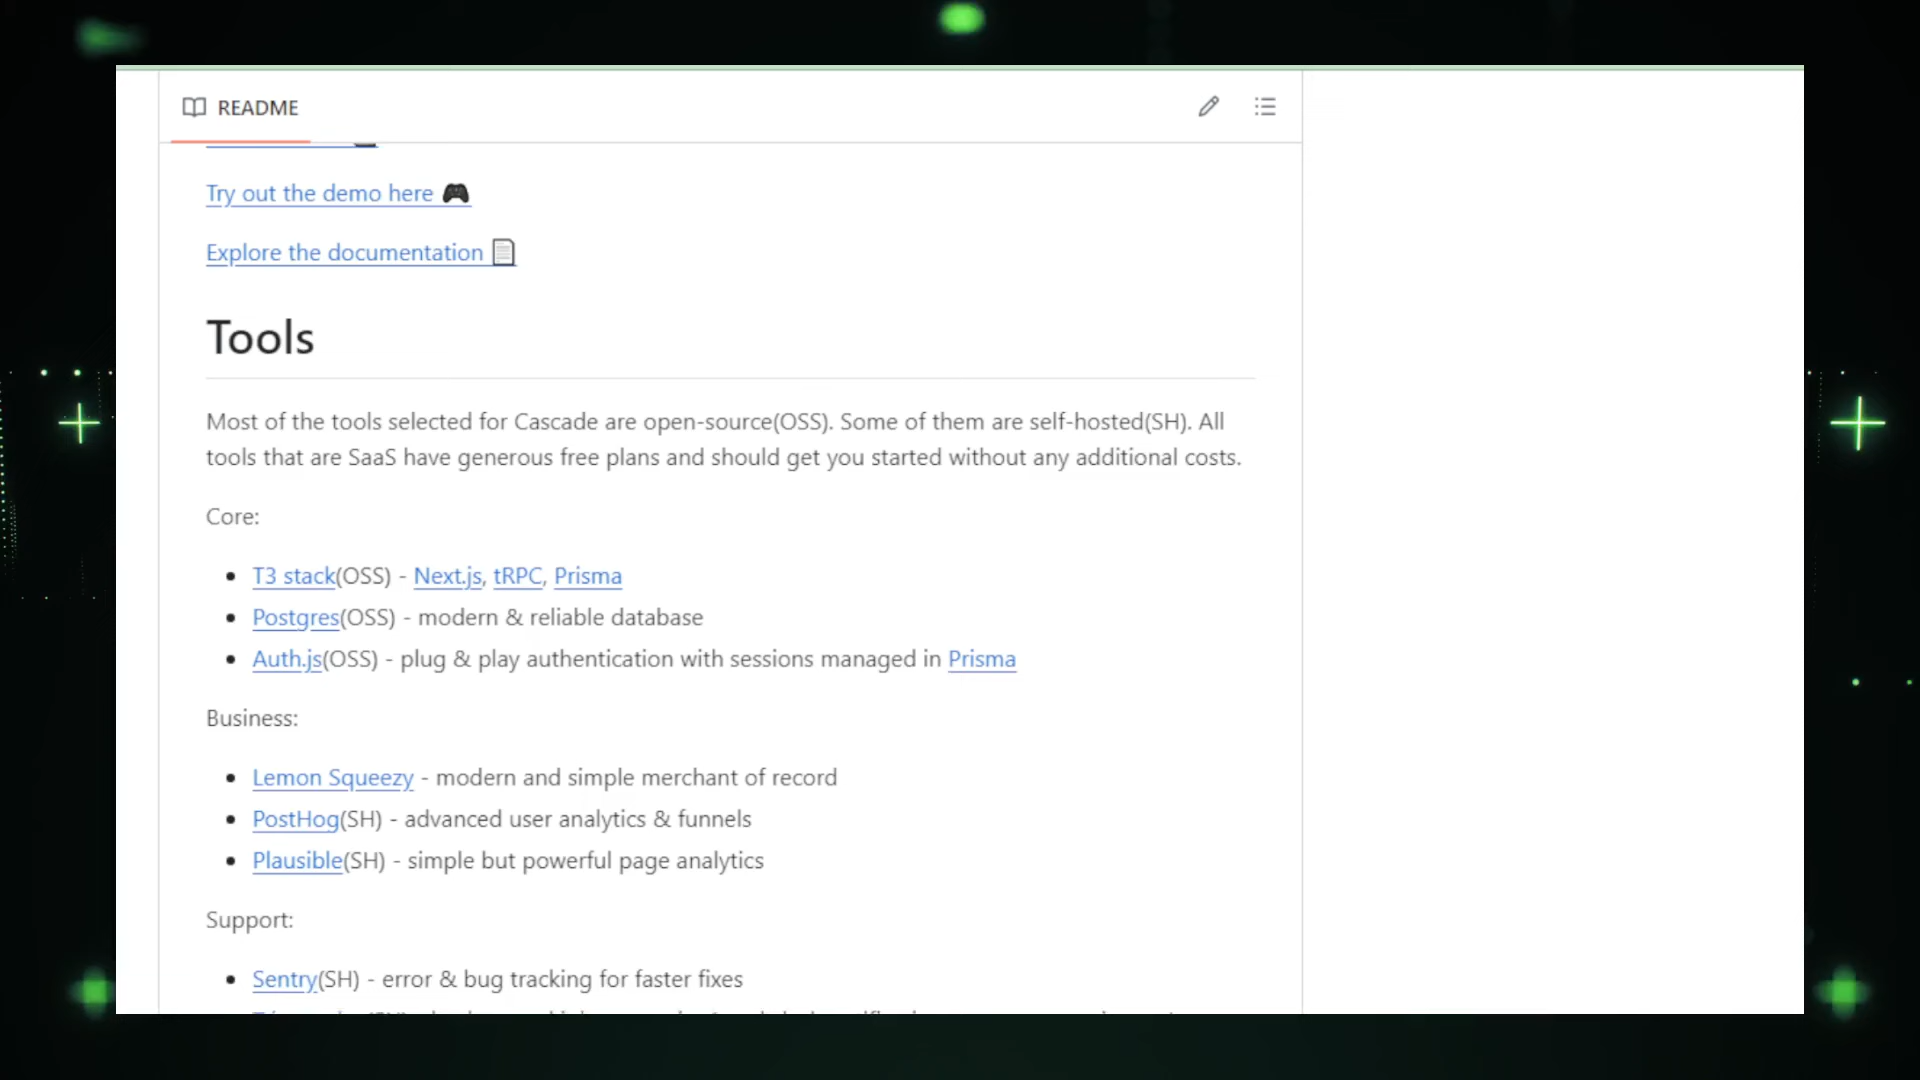 README
Try out the demo here
Explore the documentation
Tools
Most of the tools selected for Cascade are open-source(OSS). Some of them are self-hosted(SH). All
tools that are SaaS have generous free plans and should get you started without any additional costs.
Core:
T3 stack(OSS) - Next.js, tRPC, Prisma
Postgres(OSS) - modern & reliable database
Auth.js(OSS) - plug & play authentication with sessions managed in Prisma
Business:
Lemon Squeezy - modern and simple merchant of record
PostHog(SH) - advanced user analytics & funnels
Plausible(SH) - simple but powerful page analytics
Support:
Sentry(SH) - error & bug tracking for faster fixes